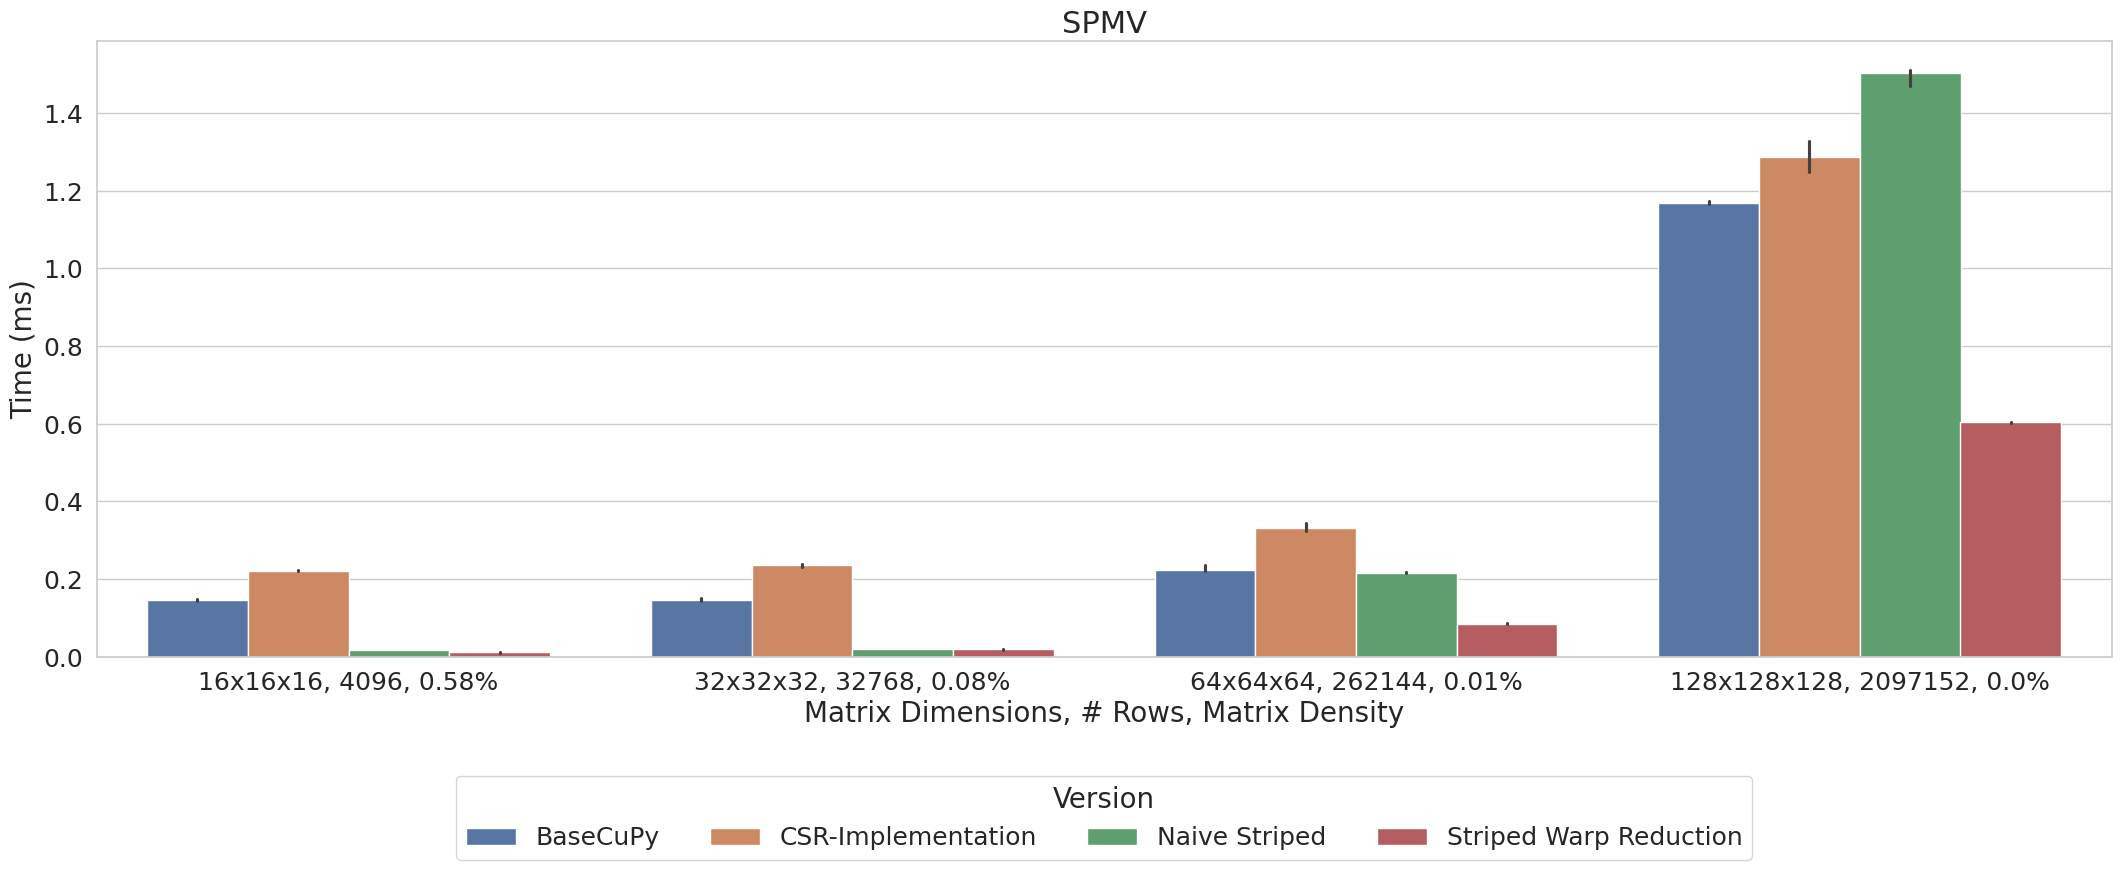 SPMV
1.4
1.2
1.0
0.8
0.6
0.4
0.2
0.0
Time (ms)
16x16x16, 4096, 0.58%
32x32x32, 32768, 0.08%
64x64x64, 262144, 0.01%
128x128x128, 2097152, 0.0%
Matrix Dimensions, # Rows, Matrix Density
Version
BaseCuPy
CSR-Implementation
Naive Striped
Striped Warp Reduction